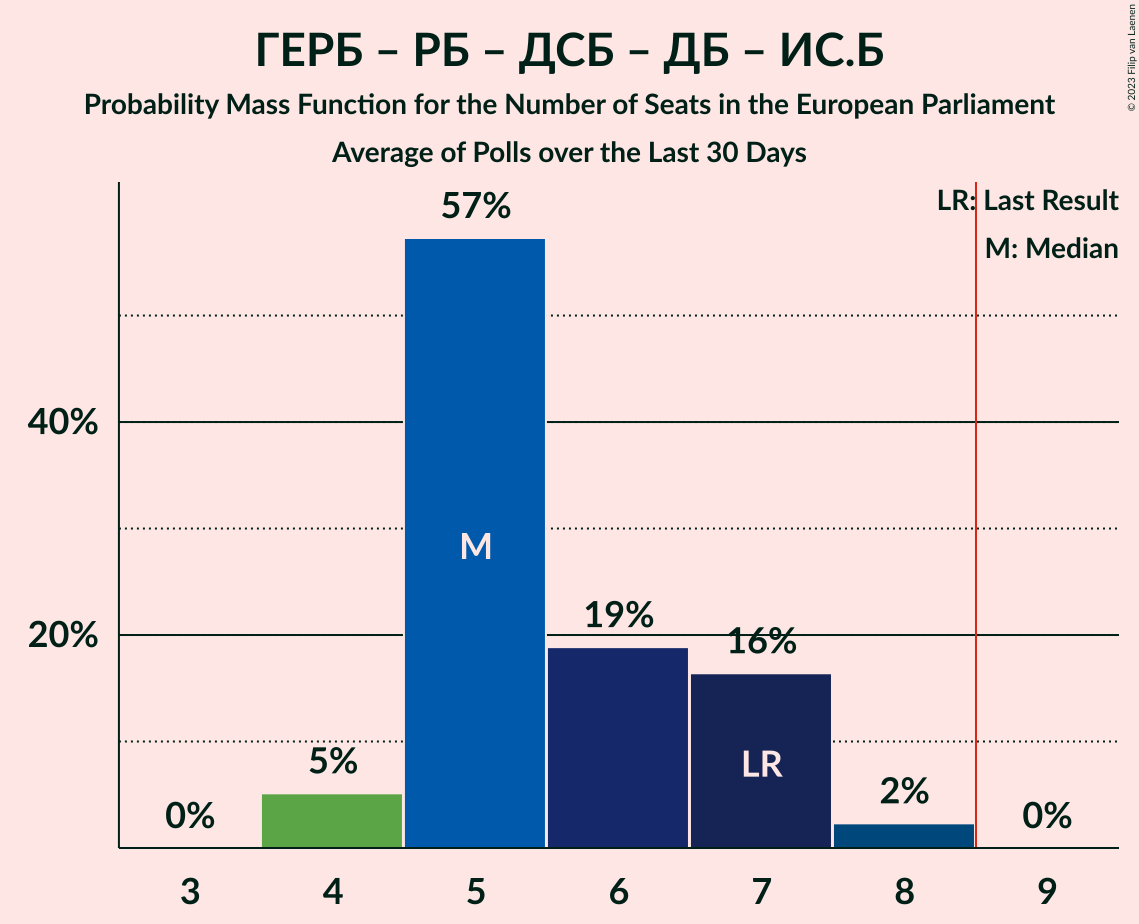 ГЕРБ – РБ – ДСБ – ДБ – ИС.Б
Probability Mass Function for the Number of Seats in the European Parliament
Average of Polls over the Last 30 Days
© 2023 Filip van Laenen
LR: Last Result
M: Median
57%
40%
M
20%
19%
16%
LR
5%
2%
0%
0%
3 4 5 6 7 8 9